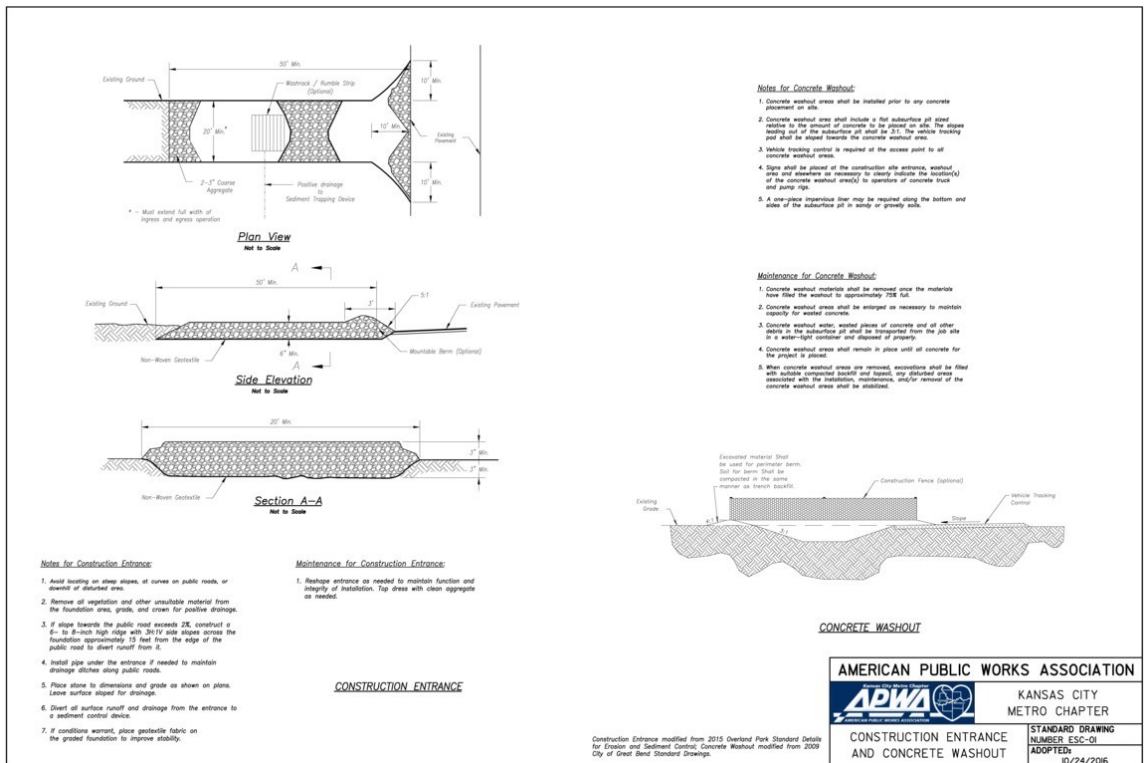 50' Min.
Existing Ground
Washrack / Rumble Strip
(Optional)
10' Min.
20' Min.*
10' Min.
Existing
Pavement
10' Min.
2-3" Coarse
Aggregate
Positive drainage
to
Sediment Trapping Device
* - Must extend full width of
ingress and egress operation
Plan View
Not to Scale
A
50' Min.
3'
5:1
Existing Ground
Existing Pavement
6" Min.
Mountable Berm (Optional)
Non-Woven Geotextile
A
Side Elevation
Not to Scale
20' Min.
3" Min.
3" Min.
Non-Woven Geotextile
Section A-A
Not to Scale
Notes for Construction Entrance:
1. Avoid locating on steep slopes, at curves on public roads, or
downhill of disturbed area.
2. Remove all vegetation and other unsuitable material from
the foundation area, grade, and crown for positive drainage.
3. If slope towards the public road exceeds 2%, construct a
6- to 8-inch high ridge with 3H:1V side slopes across the
foundation approximately 15 feet from the edge of the
public road to divert runoff from it.
4. Install pipe under the entrance if needed to maintain
drainage ditches along public roads.
5. Place stone to dimensions and grade as shown on plans.
Leave surface sloped for drainage.
6. Divert all surface runoff and drainage from the entrance to
a sediment control device.
7. If conditions warrant, place geotextile fabric on
the graded foundation to improve stability.
Maintenance for Construction Entrance:
1. Reshape entrance as needed to maintain function and
integrity of installation. Top dress with clean aggregate
as needed.
CONSTRUCTION ENTRANCE
Notes for Concrete Washout:
1. Concrete washout areas shall be installed prior to any concrete
placement on site.
2. Concrete washout area shall include a flat subsurface pit sized
relative to the amount of concrete to be placed on site. The slopes
leading out of the subsurface pit shall be 3:1. The vehicle tracking
pad shall be sloped towards the concrete washout area.
3. Vehicle tracking control is required at the access point to all
concrete washout areas.
4. Signs shall be placed at the construction site entrance, washout
area and elsewhere as necessary to clearly indicate the location(s)
of the concrete washout area(s) to operators of concrete truck
and pump rigs.
5. A one-piece impervious liner may be required along the bottom and
sides of the subsurface pit in sandy or gravelly soils.
Maintenance for Concrete Washout:
1. Concrete washout materials shall be removed once the materials
have filled the washout to approximately 75% full.
2. Concrete washout areas shall be enlarged as necessary to maintain
capacity for wasted concrete.
3. Concrete washout water, wasted pieces of concrete and all other
debris in the subsurface pit shall be transported from the job site
in a water-tight container and disposed of properly.
4. Concrete washout areas shall remain in place until all concrete for
the project is placed.
5. When concrete washout areas are removed, excavations shall be filled
with suitable compacted backfill and topsoil, any disturbed areas
associated with the installation, maintenance, and/or removal of the
concrete washout areas shall be stabilized.
Excavated material Shall
be used for perimeter berm.
Soil for berm Shall be
compacted in the same
manner as trench backfill.
Construction Fence (optional)
Existing
Grade
Vehicle Tracking
Control
Slope
4:1
3:1
CONCRETE WASHOUT
Construction Entrance modified from 2015 Overland Park Standard Details
for Erosion and Sediment Control; Concrete Washout modified from 2009
City of Great Bend Standard Drawings.
AMERICAN PUBLIC WORKS ASSOCIATION
Kansas City Metro Chapter
APWA
AMERICAN PUBLIC WORKS ASSOCIATION
KANSAS CITY
METRO CHAPTER
CONSTRUCTION ENTRANCE
AND CONCRETE WASHOUT
STANDARD DRAWING
NUMBER ESC-01
ADOPTED:
10/24/2016